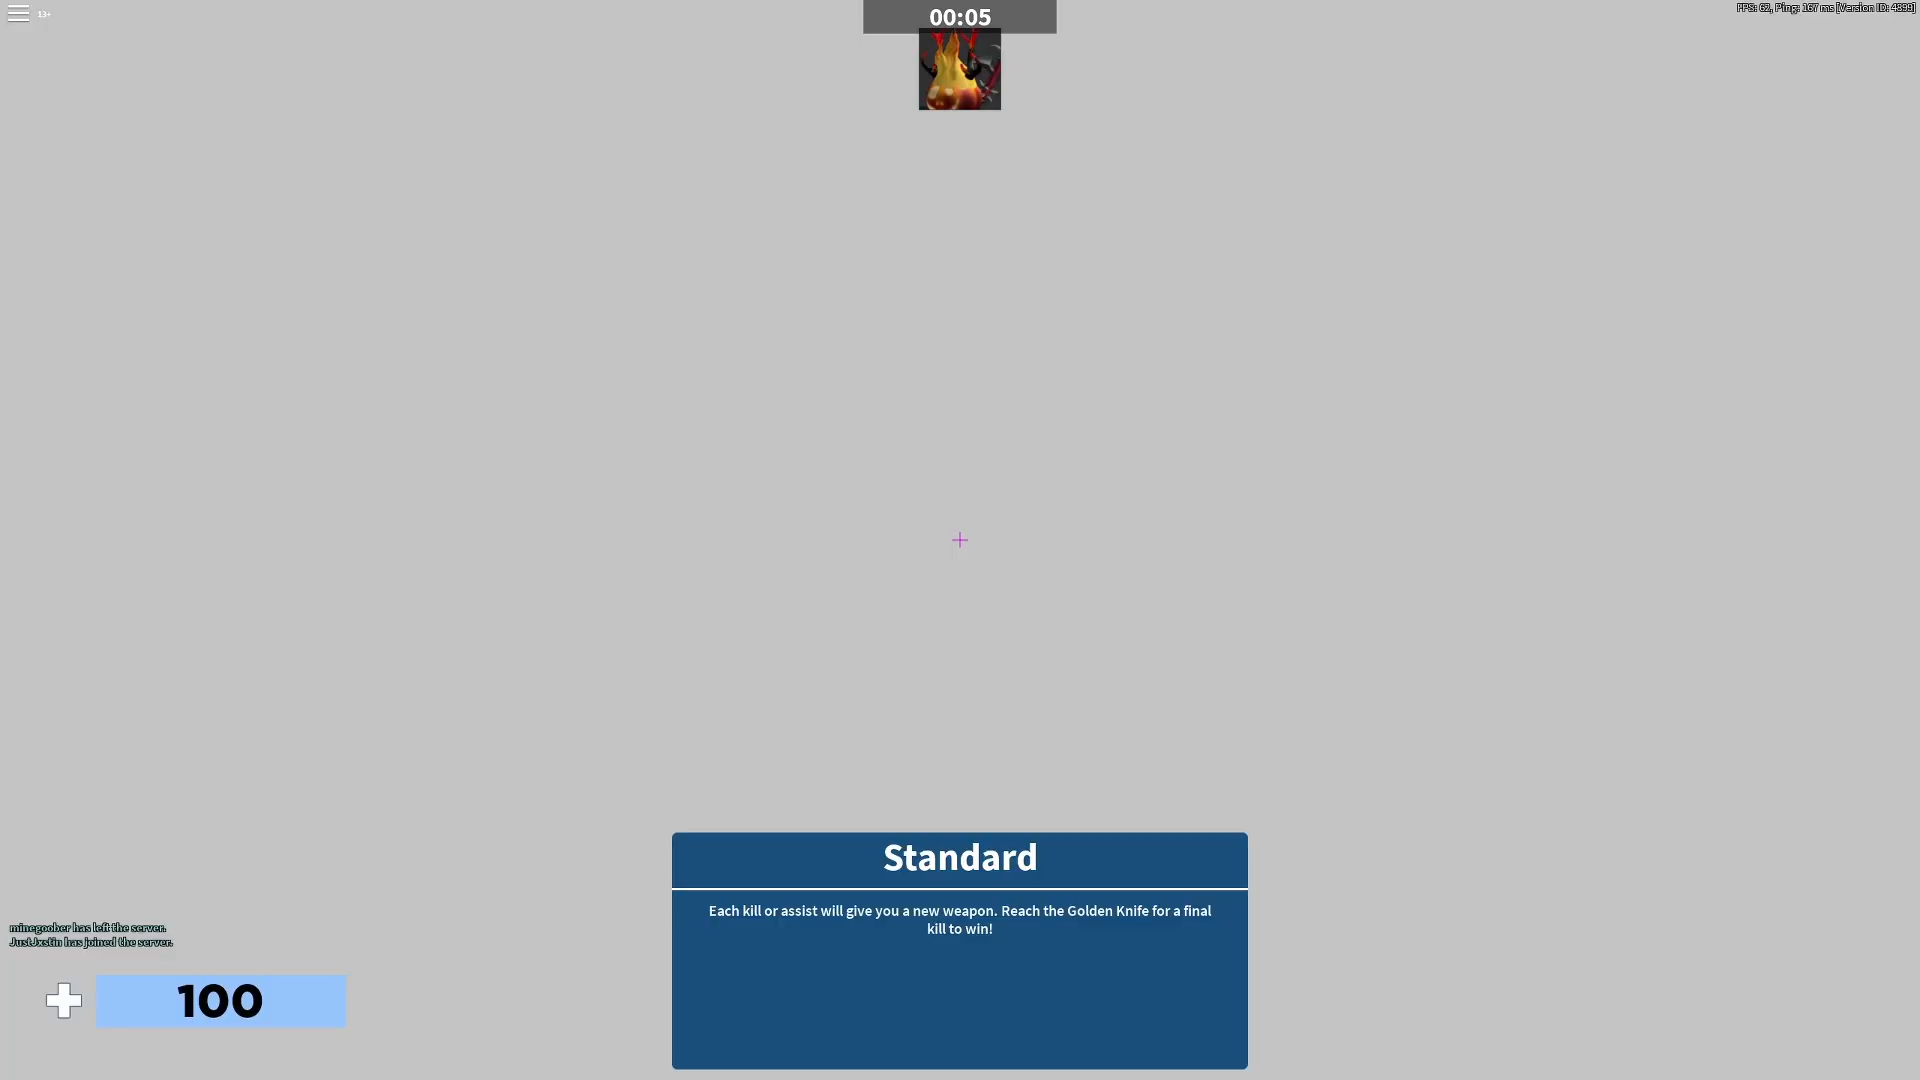 13+
00:05
FPS: 62, Ping: 167 ms [Version ID: 4899]
Standard
Each kill or assist will give you a new weapon. Reach the Golden Knife for a final
kill to win!
minegoober has left the server.
JustJxstin has joined the server.
100